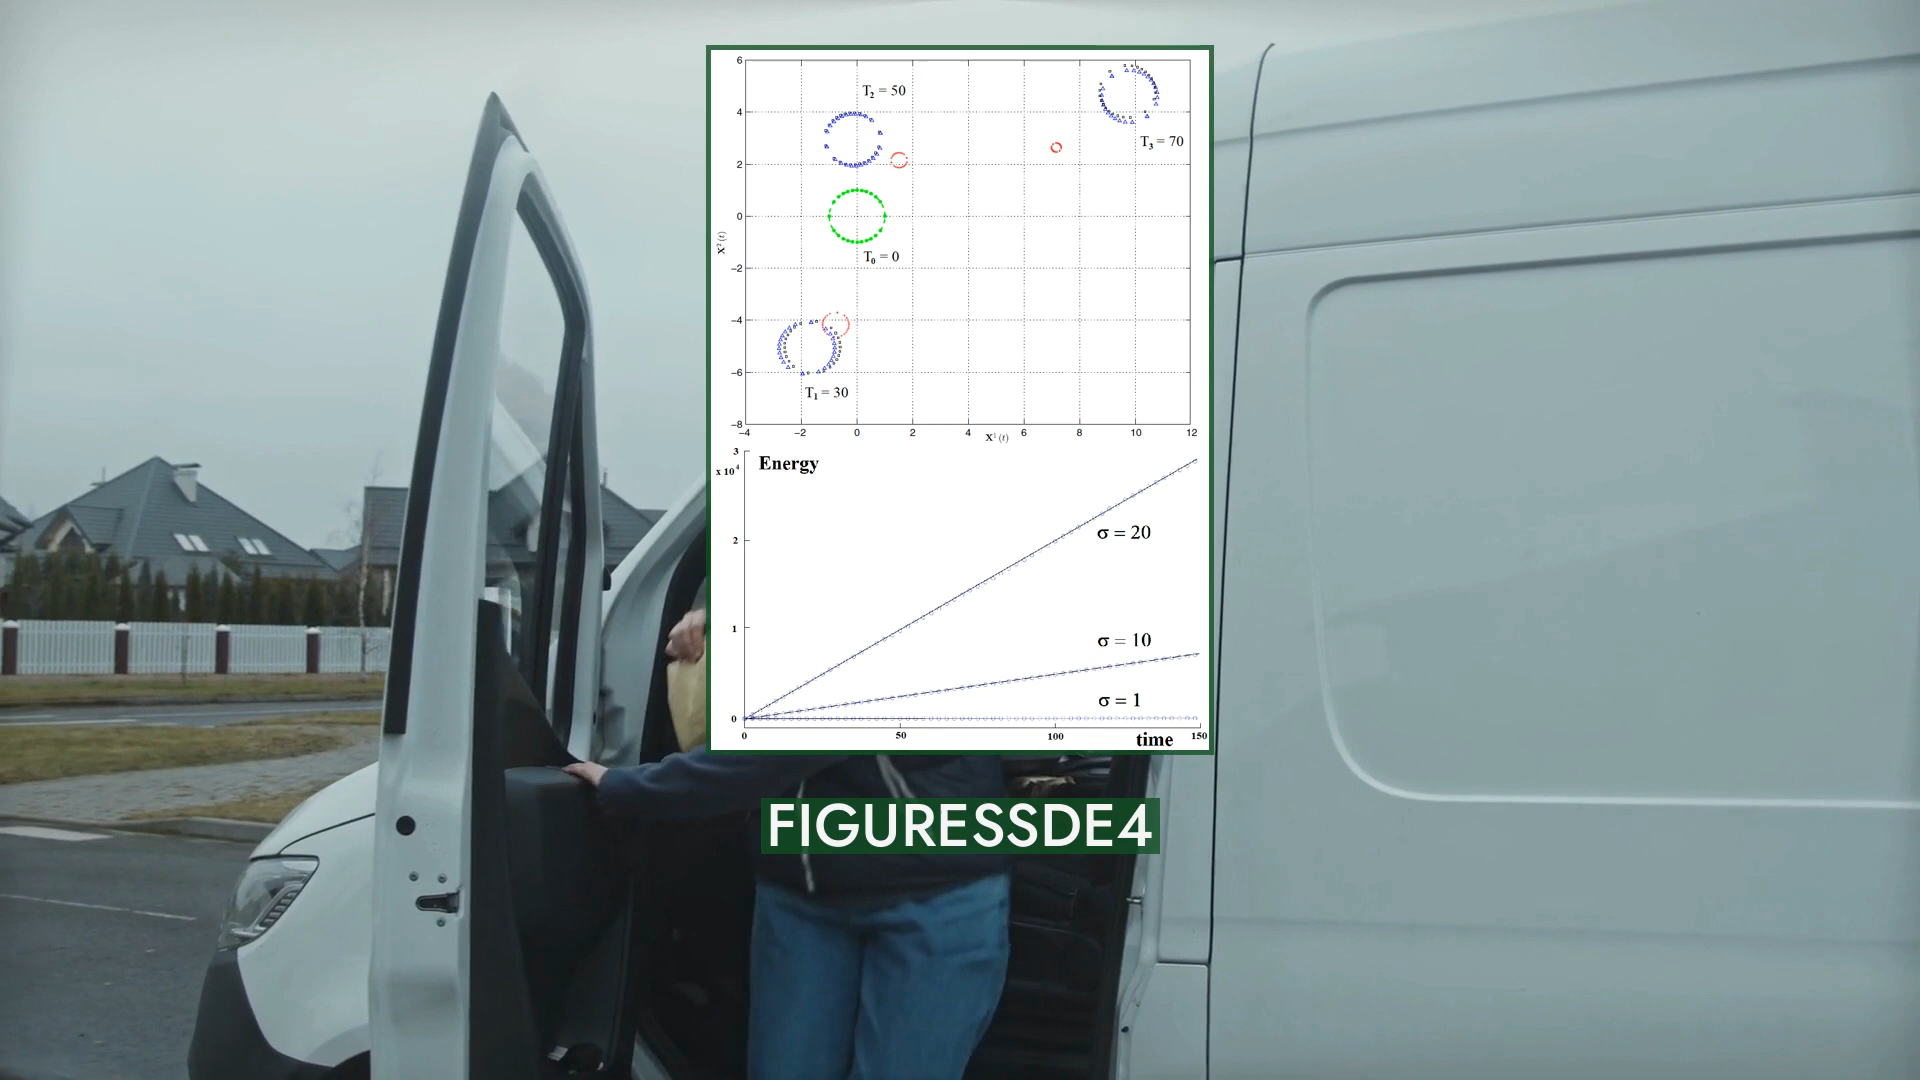 6
4
2
0
−2
−4
−6
−8
X²(t)
T₂ = 50
T₃ = 70
T₀ = 0
T₁ = 30
−4 −2 0 2 4 6 8 10 12
X¹(t)
3
x 10⁴
Energy
2
1
0
σ = 20
σ = 10
σ = 1
0 50 100 150
time
FIGURESSDE4